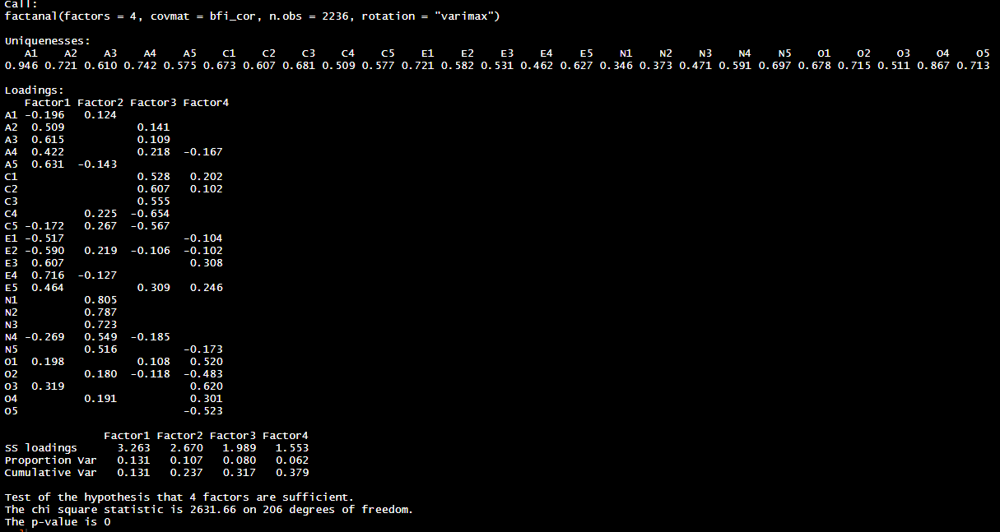 Call:
factanal(factors = 4, covmat = bfi_cor, n.obs = 2236, rotation = "varimax")

Uniquenesses:
   A1    A2    A3    A4    A5    C1    C2    C3    C4    C5    E1    E2    E3    E4    E5    N1    N2    N3    N4    N5    O1    O2    O3    O4    O5
0.946 0.721 0.610 0.742 0.575 0.673 0.607 0.681 0.509 0.577 0.721 0.582 0.531 0.462 0.627 0.346 0.373 0.471 0.591 0.697 0.678 0.715 0.511 0.867 0.713

Loadings:
   Factor1 Factor2 Factor3 Factor4
A1 -0.196   0.124
A2  0.509           0.141
A3  0.615           0.109
A4  0.422           0.218  -0.167
A5  0.631  -0.143
C1                  0.528   0.202
C2                  0.607   0.102
C3                  0.555
C4          0.225  -0.654
C5 -0.172   0.267  -0.567
E1 -0.517                  -0.104
E2 -0.590   0.219  -0.106  -0.102
E3  0.607                   0.308
E4  0.716  -0.127
E5  0.464           0.309   0.246
N1          0.805
N2          0.787
N3          0.723
N4 -0.269   0.549  -0.185
N5          0.516          -0.173
O1  0.198           0.108   0.520
O2          0.180  -0.118  -0.483
O3  0.319                   0.620
O4          0.191           0.301
O5                         -0.523

               Factor1 Factor2 Factor3 Factor4
SS loadings      3.263   2.670   1.989   1.553
Proportion Var   0.131   0.107   0.080   0.062
Cumulative Var   0.131   0.237   0.317   0.379

Test of the hypothesis that 4 factors are sufficient.
The chi square statistic is 2631.66 on 206 degrees of freedom.
The p-value is 0